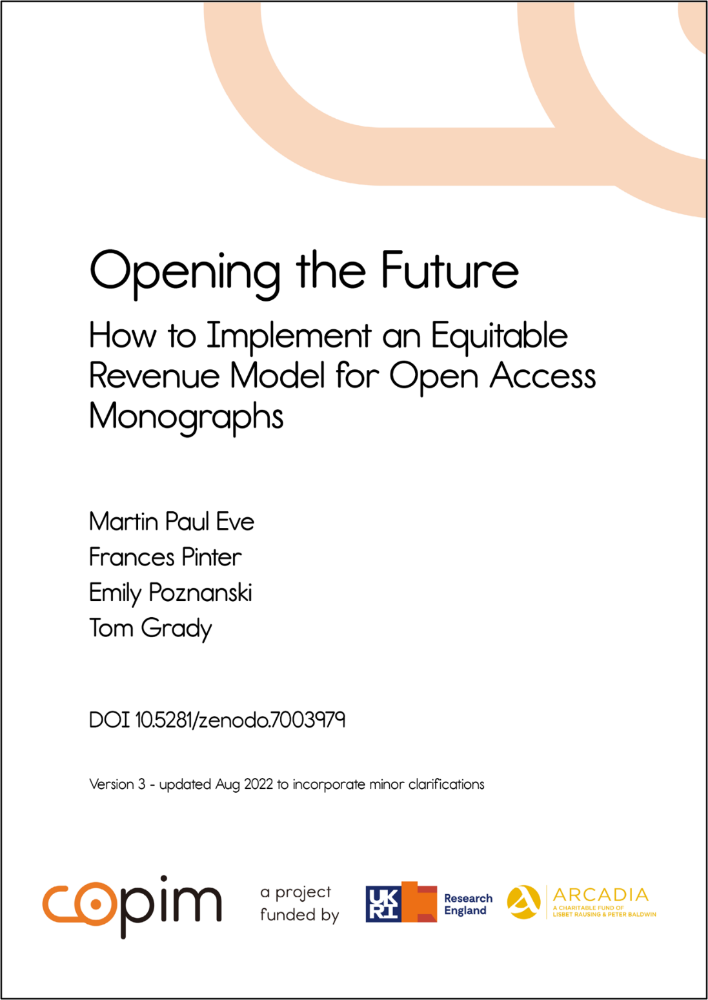 Opening the Future
How to Implement an Equitable
Revenue Model for Open Access
Monographs
Martin Paul Eve
Frances Pinter
Emily Poznanski
Tom Grady
DOI 10.5281/zenodo.7003979
Version 3 - updated Aug 2022 to incorporate minor clarifications
copim
a project
funded by
UK
RI
Research
England
ARCADIA
A CHARITABLE FUND OF
LISBET RAUSING & PETER BALDWIN